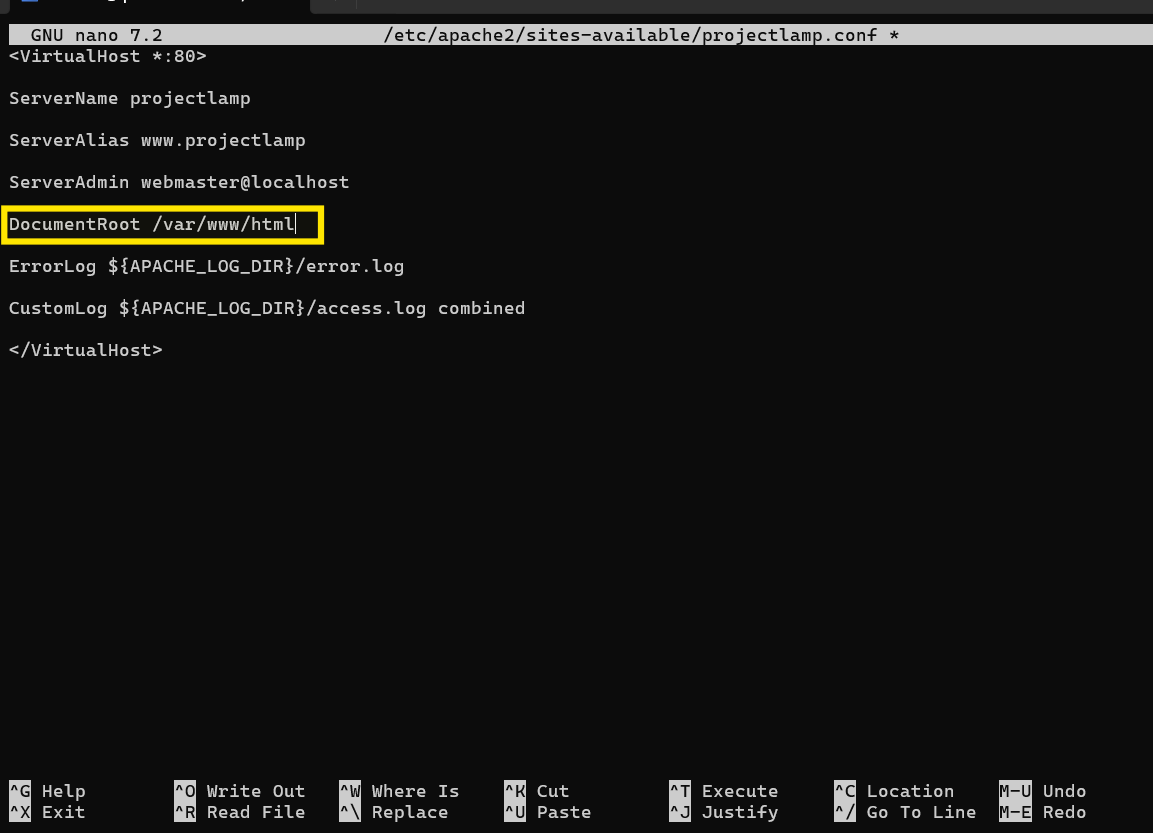 GNU nano 7.2 /etc/apache2/sites-available/projectlamp.conf *
<VirtualHost *:80>
ServerName projectlamp
ServerAlias www.projectlamp
ServerAdmin webmaster@localhost
DocumentRoot /var/www/html
ErrorLog ${APACHE_LOG_DIR}/error.log
CustomLog ${APACHE_LOG_DIR}/access.log combined
</VirtualHost>
^G Help ^O Write Out ^W Where Is ^K Cut ^T Execute ^C Location M-U Undo
^X Exit ^R Read File ^\ Replace ^U Paste ^J Justify ^/ Go To Line M-E Redo